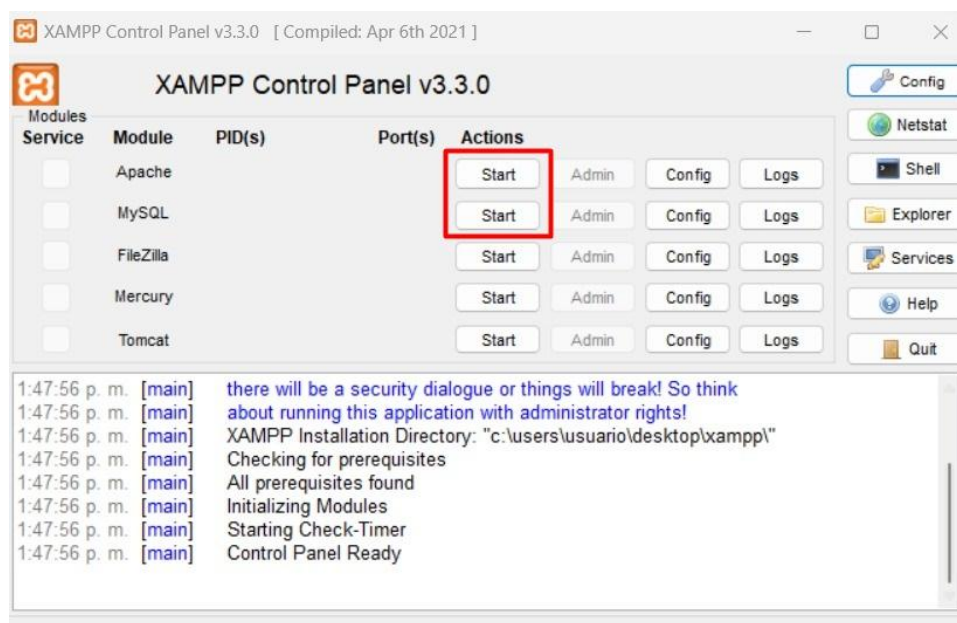 XAMPP Control Panel v3.3.0 [ Compiled: Apr 6th 2021 ]
XAMPP Control Panel v3.3.0
Config
Modules
Service Module PID(s) Port(s) Actions
Netstat
Apache Start Admin Config Logs
Shell
MySQL Start Admin Config Logs
Explorer
FileZilla Start Admin Config Logs
Services
Mercury Start Admin Config Logs
Help
Tomcat Start Admin Config Logs
Quit
1:47:56 p. m. [main] there will be a security dialogue or things will break! So think
1:47:56 p. m. [main] about running this application with administrator rights!
1:47:56 p. m. [main] XAMPP Installation Directory: "c:\users\usuario\desktop\xampp\"
1:47:56 p. m. [main] Checking for prerequisites
1:47:56 p. m. [main] All prerequisites found
1:47:56 p. m. [main] Initializing Modules
1:47:56 p. m. [main] Starting Check-Timer
1:47:56 p. m. [main] Control Panel Ready